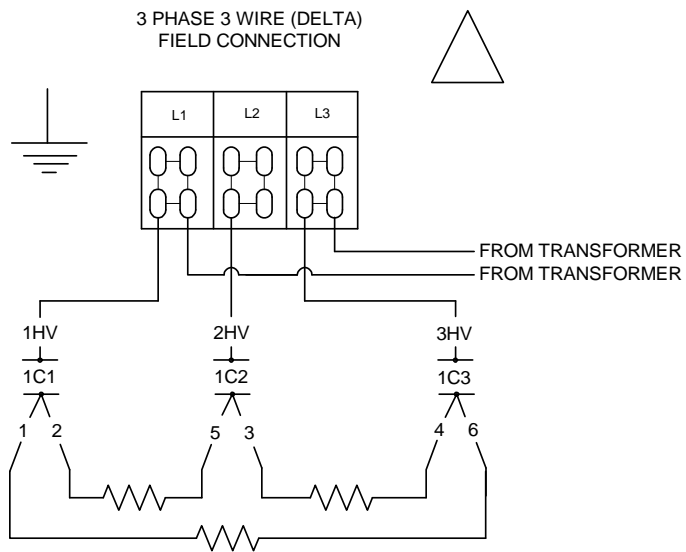 3 PHASE 3 WIRE (DELTA)
FIELD CONNECTION
L1 L2 L3
FROM TRANSFORMER
FROM TRANSFORMER
1HV 2HV 3HV
1C1 1C2 1C3
1 2 5 3 4 6